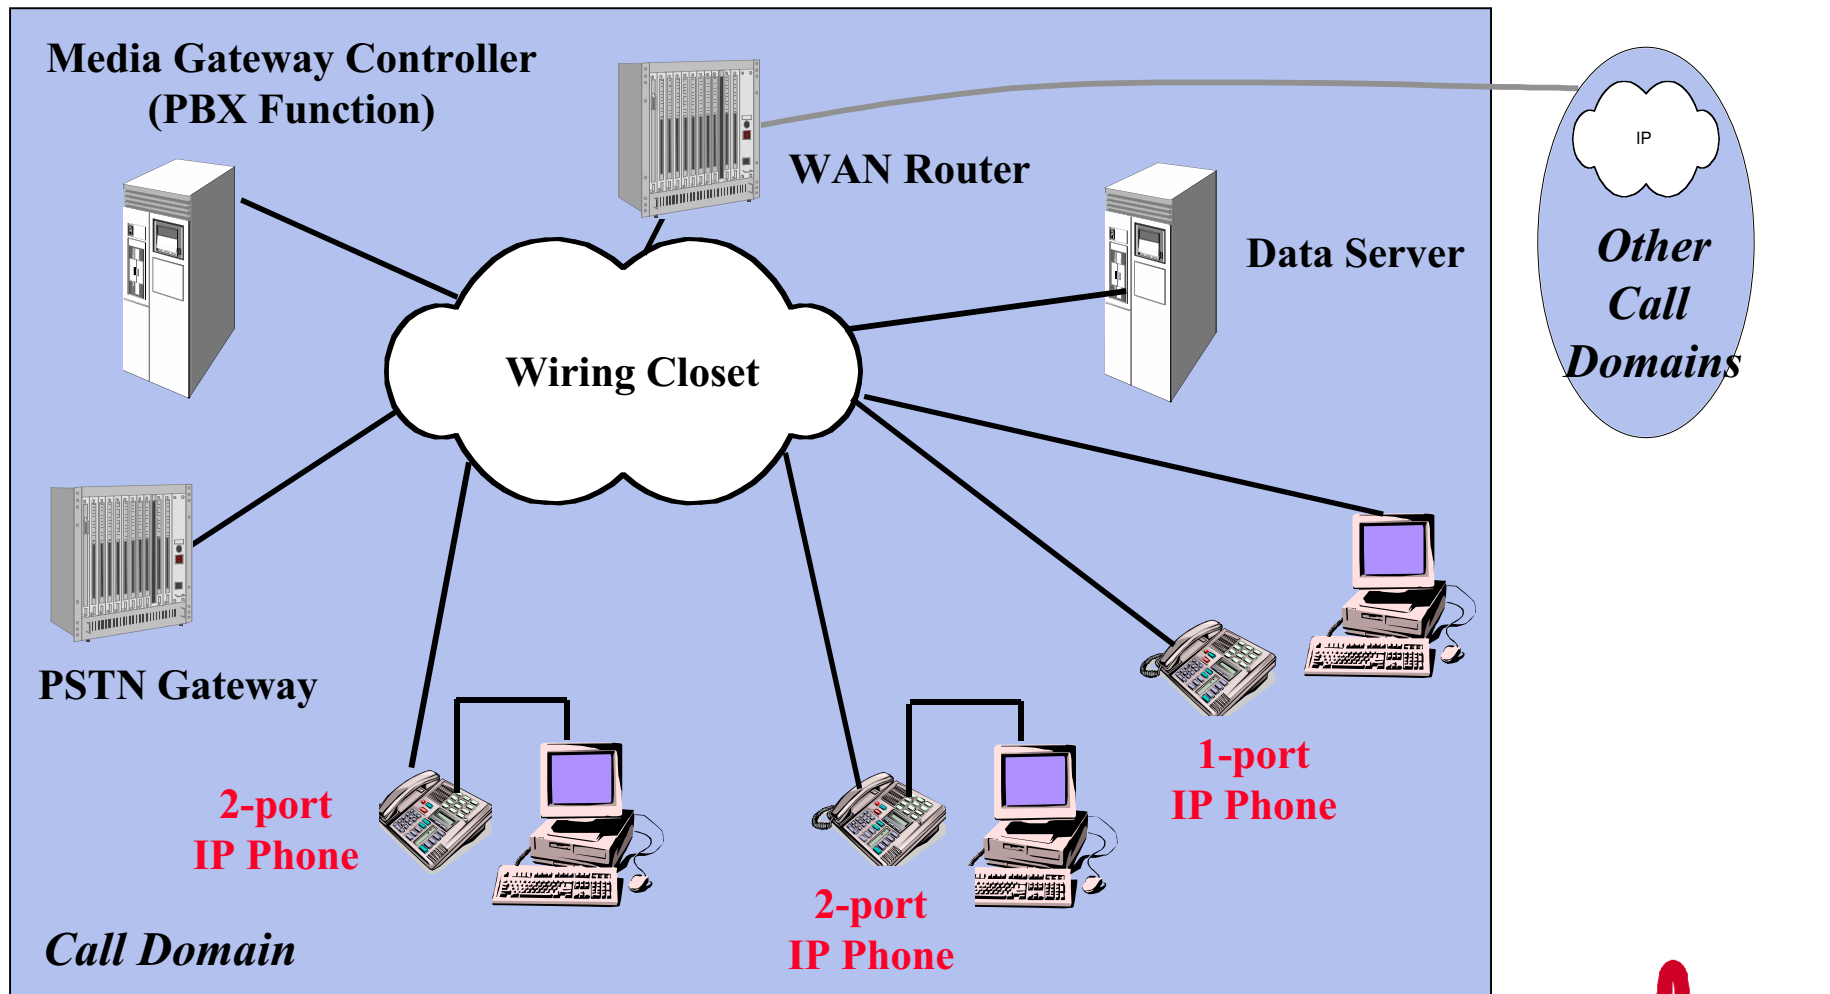 Media Gateway Controller
(PBX Function)
WAN Router
IP
Data Server
Other
Call
Domains
Wiring Closet
PSTN Gateway
1-port
IP Phone
2-port
IP Phone
2-port
IP Phone
Call Domain